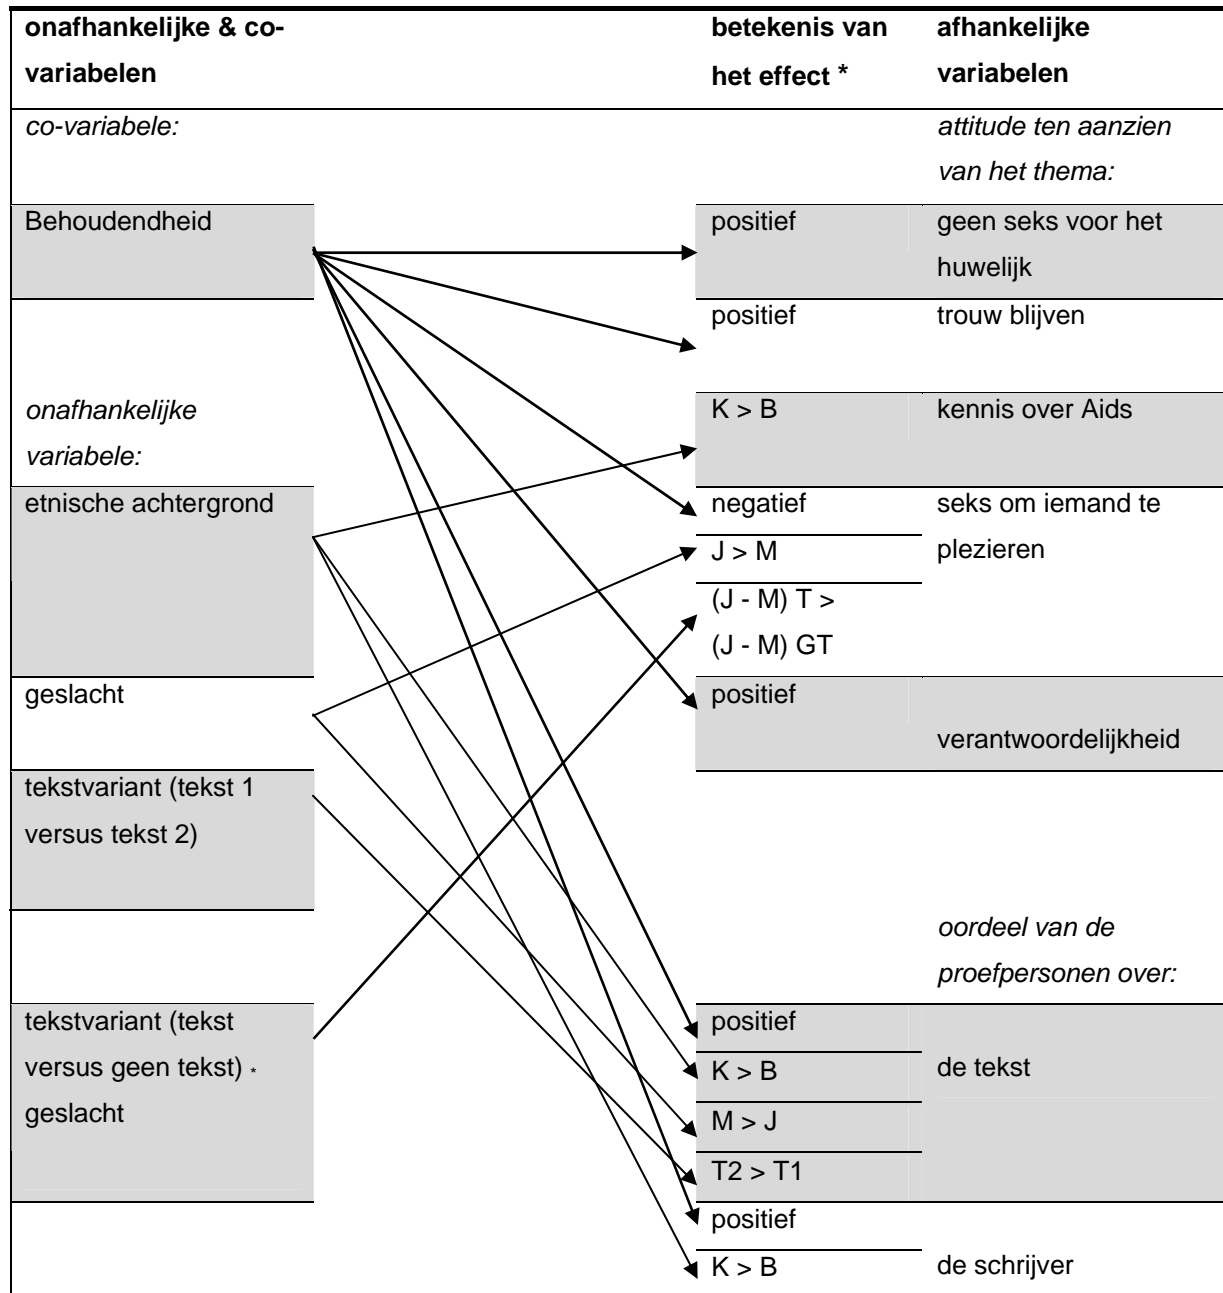 onafhankelijke & co-
variabelen
betekenis van
het effect *
afhankelijke
variabelen
co-variabele:
attitude ten aanzien
van het thema:
Behoudendheid
positief
geen seks voor het
huwelijk
positief
trouw blijven
onafhankelijke
variabele:
K > B
kennis over Aids
etnische achtergrond
negatief
seks om iemand te
plezieren
J > M
(J - M) T >
(J - M) GT
geslacht
positief
verantwoordelijkheid
tekstvariant (tekst 1
versus tekst 2)
oordeel van de
proefpersonen over:
tekstvariant (tekst
versus geen tekst) *
geslacht
positief
K > B
de tekst
M > J
T2 > T1
positief
K > B
de schrijver